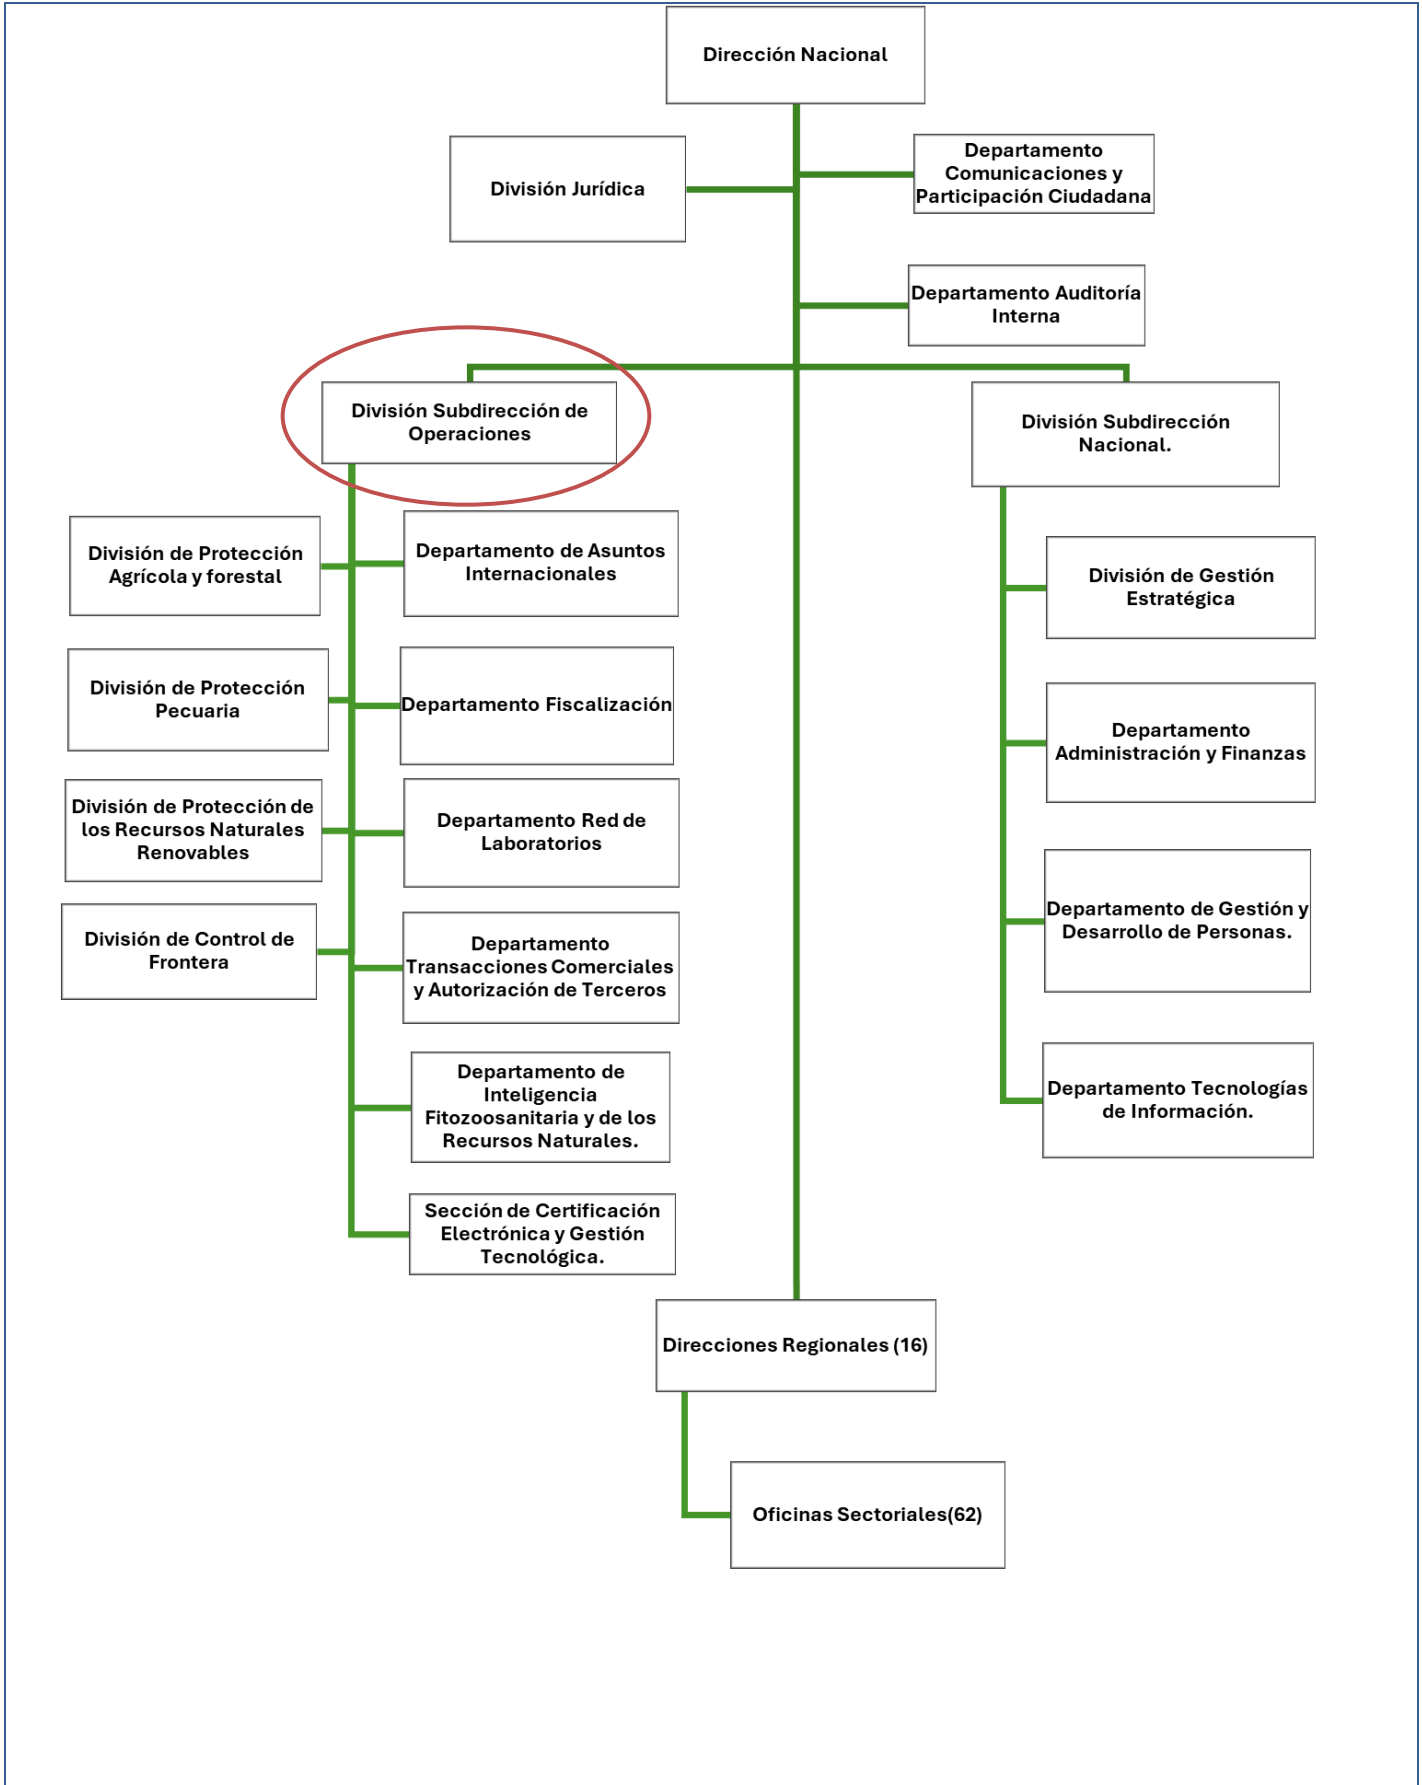 Dirección Nacional
División Jurídica
Departamento
Comunicaciones y
Participación Ciudadana
Departamento Auditoría
Interna
División Subdirección de
Operaciones
División Subdirección
Nacional.
División de Protección
Agrícola y forestal
Departamento de Asuntos
Internacionales
División de Gestión
Estratégica
División de Protección
Pecuaria
Departamento Fiscalización
Departamento
Administración y Finanzas
División de Protección de
los Recursos Naturales
Renovables
Departamento Red de
Laboratorios
Departamento de Gestión y
Desarrollo de Personas.
División de Control de
Frontera
Departamento
Transacciones Comerciales
y Autorización de Terceros
Departamento de
Inteligencia
Fitozoosanitaria y de los
Recursos Naturales.
Departamento Tecnologías
de Información.
Sección de Certificación
Electrónica y Gestión
Tecnológica.
Direcciones Regionales (16)
Oficinas Sectoriales(62)